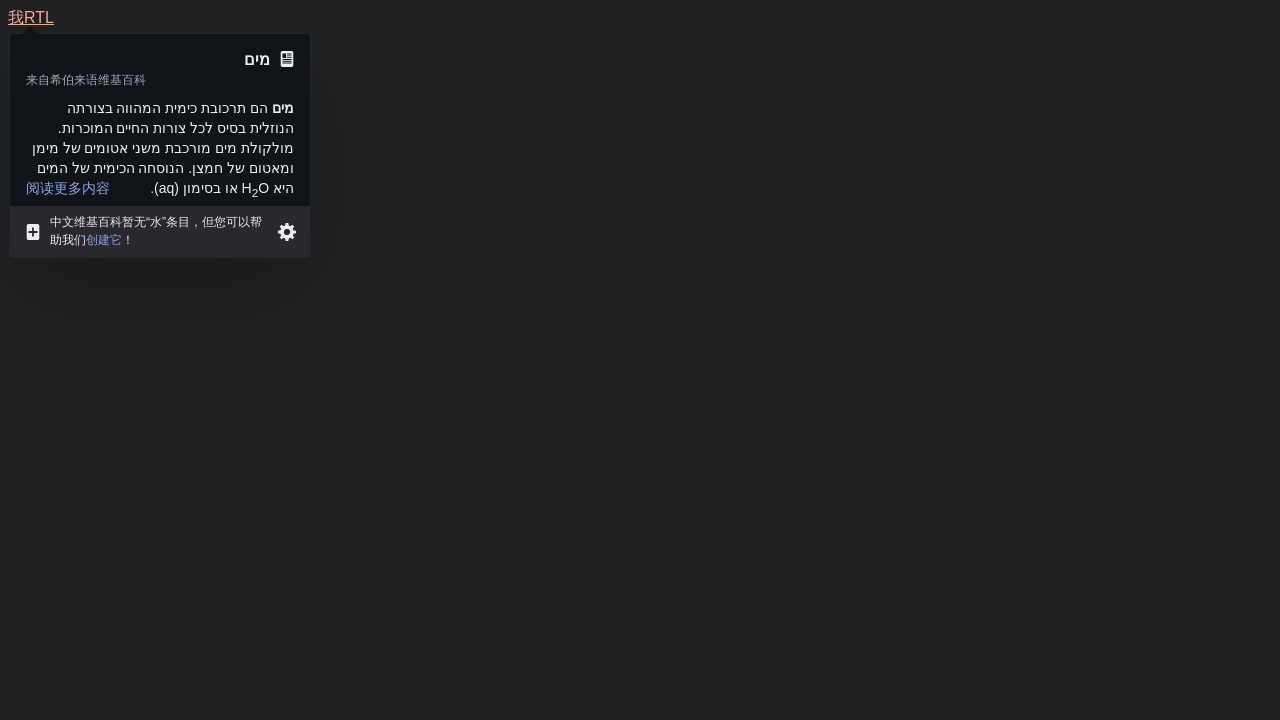 我RTL
מים
来自希伯来语维基百科
מים הם תרכובת כימית המהווה בצורתה
הנוזלית בסיס לכל צורות החיים המוכרות.
מולקולת מים מורכבת משני אטומים של מימן
ומאטום של חמצן. הנוסחה הכימית של המים
היא H₂O או בסימון (aq). 阅读更多内容
中文维基百科暂无“水”条目，但您可以帮
助我们创建它！